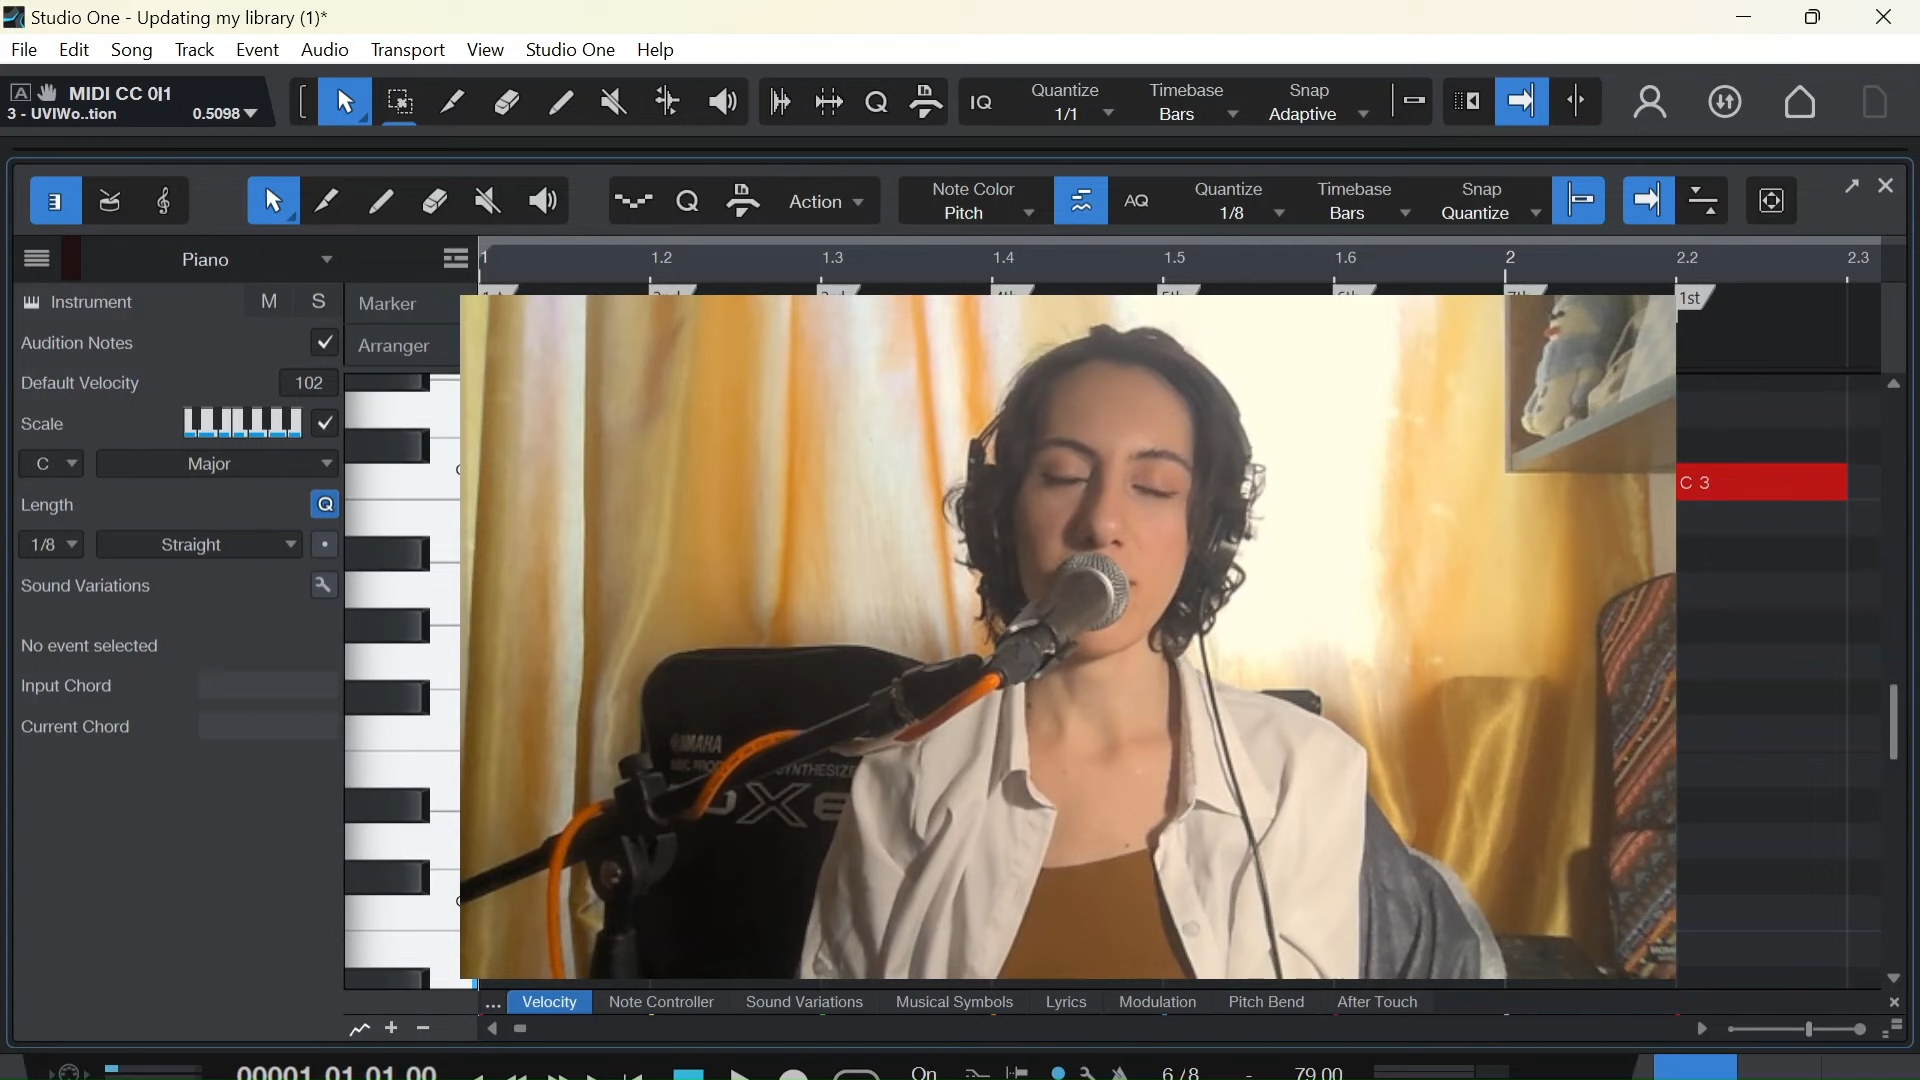 Studio One - Updating my library (1)*
File Edit Song Track Event Audio Transport View Studio One Help
A MIDI CC 0|1
3 - UVIWo..tion 0.5098
IQ
Quantize
1/1
Timebase
Bars
Snap
Adaptive
Action
Note Color
Pitch
AQ
Quantize
1/8
Timebase
Bars
Snap
Quantize
Piano
1 1.2 1.3 1.4 1.5 1.6 2 2.2 2.3
Instrument M S
Marker
1st
Audition Notes
Arranger
Default Velocity 102
Scale
C Major
C 3
Length Q
1/8 Straight
Sound Variations
No event selected
Input Chord
Current Chord
YAMAHA
... Velocity Note Controller Sound Variations Musical Symbols Lyrics Modulation Pitch Bend After Touch
00001.01.01.00 On 6/8 - 79.00